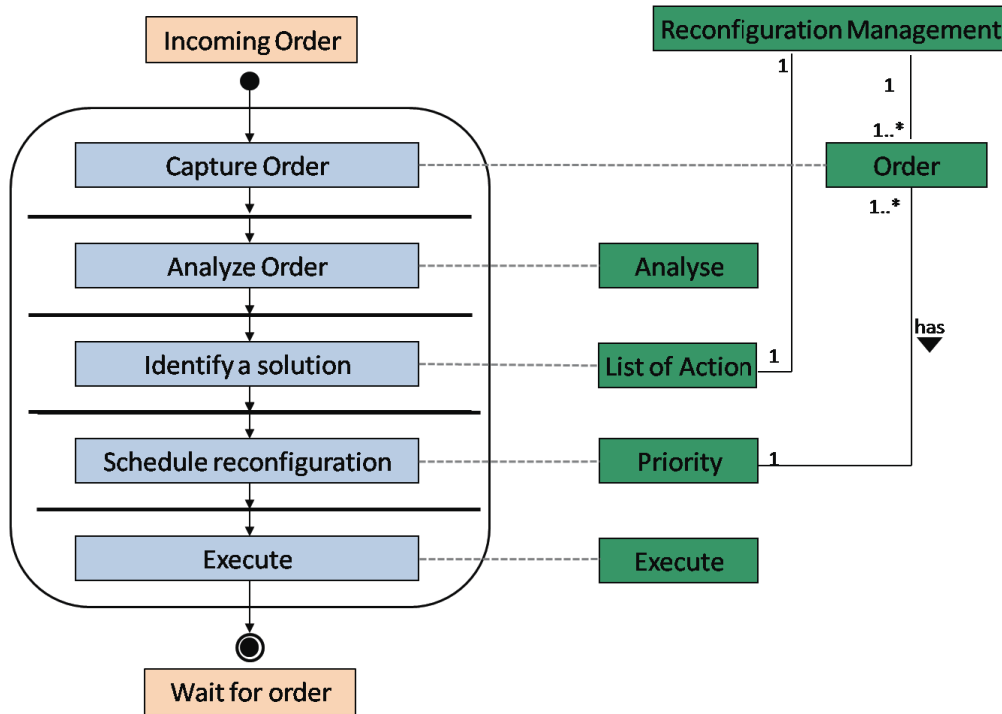 Incoming Order
Reconfiguration Management
1
1
1..*
Capture Order
Order
1..*
Analyze Order
Analyse
has
Identify a solution
List of Action
1
Schedule reconfiguration
Priority
1
Execute
Execute
Wait for order